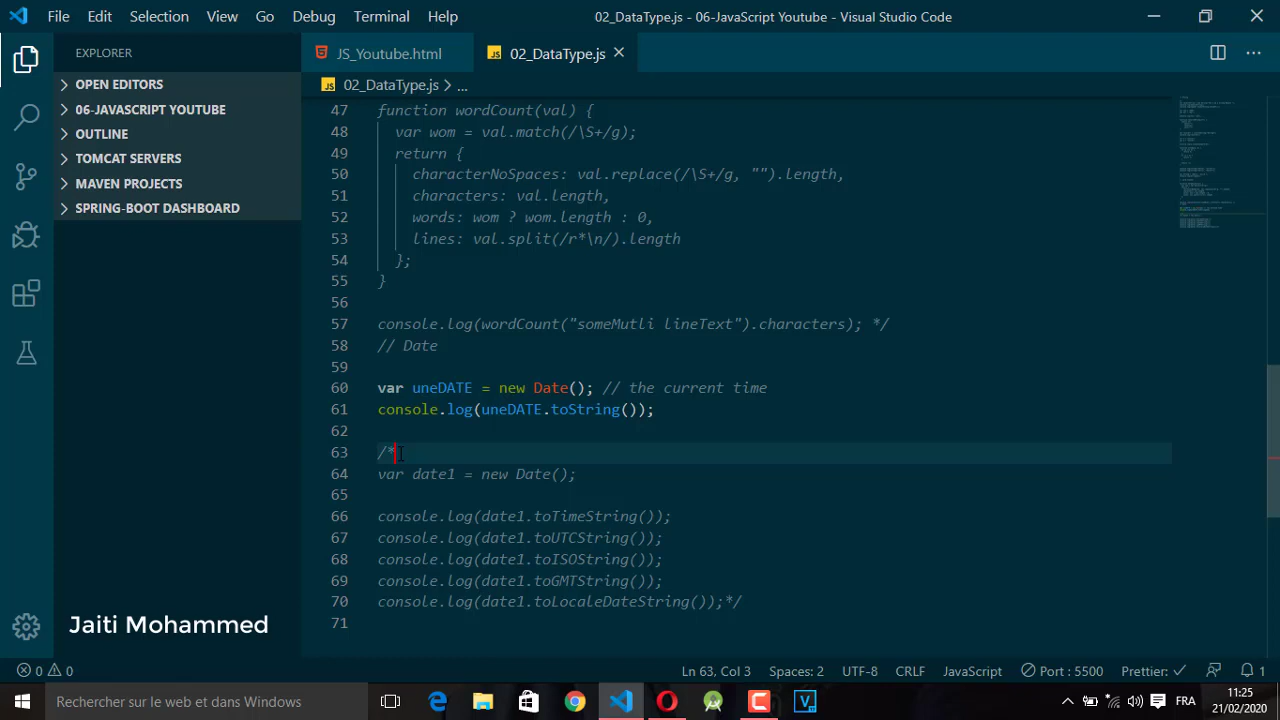 File Edit Selection View Go Debug Terminal Help 02_DataType.js - 06-JavaScript Youtube - Visual Studio Code
EXPLORER
OPEN EDITORS
06-JAVASCRIPT YOUTUBE
OUTLINE
TOMCAT SERVERS
MAVEN PROJECTS
SPRING-BOOT DASHBOARD
Jaiti Mohammed
JS_Youtube.html JS 02_DataType.js
JS 02_DataType.js > ...
47 function wordCount(val) {
48 var wom = val.match(/\S+/g);
49 return {
50 characterNoSpaces: val.replace(/\S+/g, "").length,
51 characters: val.length,
52 words: wom ? wom.length : 0,
53 lines: val.split(/r*\n/).length
54 };
55 }
56
57 console.log(wordCount("someMutli lineText").characters); */
58 // Date
59
60 var uneDATE = new Date(); // the current time
61 console.log(uneDATE.toString());
62
63 /*
64 var date1 = new Date();
65
66 console.log(date1.toTimeString());
67 console.log(date1.toUTCString());
68 console.log(date1.toISOString());
69 console.log(date1.toGMTString());
70 console.log(date1.toLocaleDateString());*/
71
0 0 Ln 63, Col 3 Spaces: 2 UTF-8 CRLF JavaScript Port : 5500 Prettier: 1
Rechercher sur le web et dans Windows FRA 11:25
21/02/2020